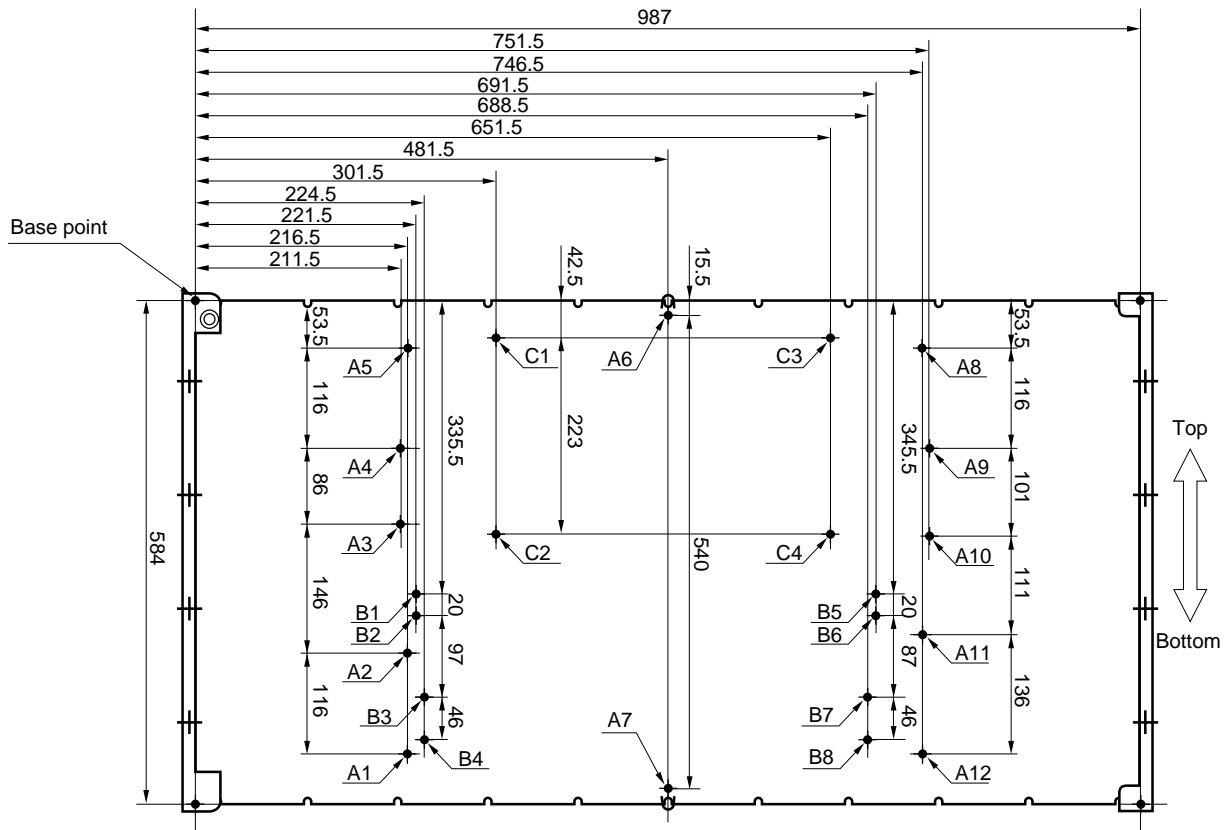 987
751.5
746.5
691.5
688.5
651.5
481.5
301.5
224.5
221.5
216.5
211.5
Base point
42.5
15.5
53.5
53.5
C1
A6
C3
A5
A8
116
116
335.5
223
345.5
Top
A4
A9
86
101
584
540
A3
C2
C4
A10
146
111
B1
20
B5
20
B2
B6
A11
Bottom
97
87
A2
116
136
B3
46
A7
B7
46
A1
B4
B8
A12